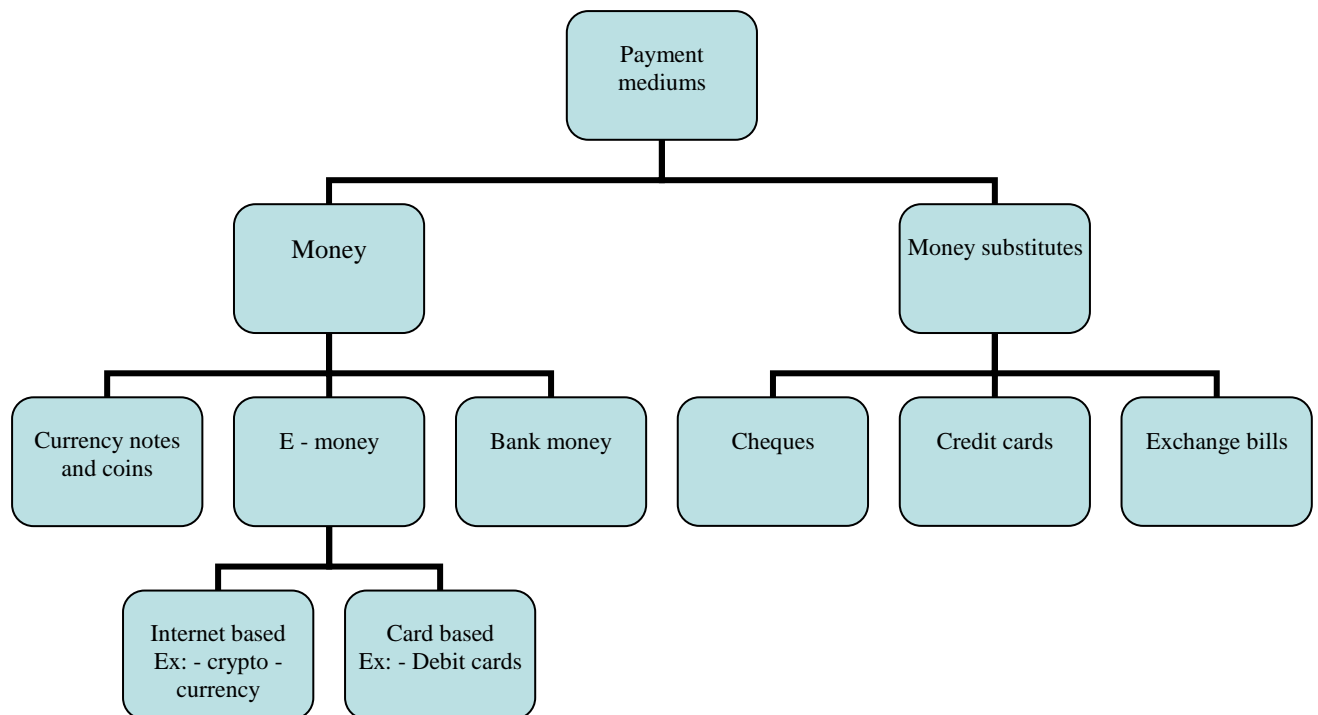 Payment
mediums
Money
Money substitutes
Currency notes
and coins
E - money
Bank money
Cheques
Credit cards
Exchange bills
Internet based
Ex: - crypto -
currency
Card based
Ex: - Debit cards